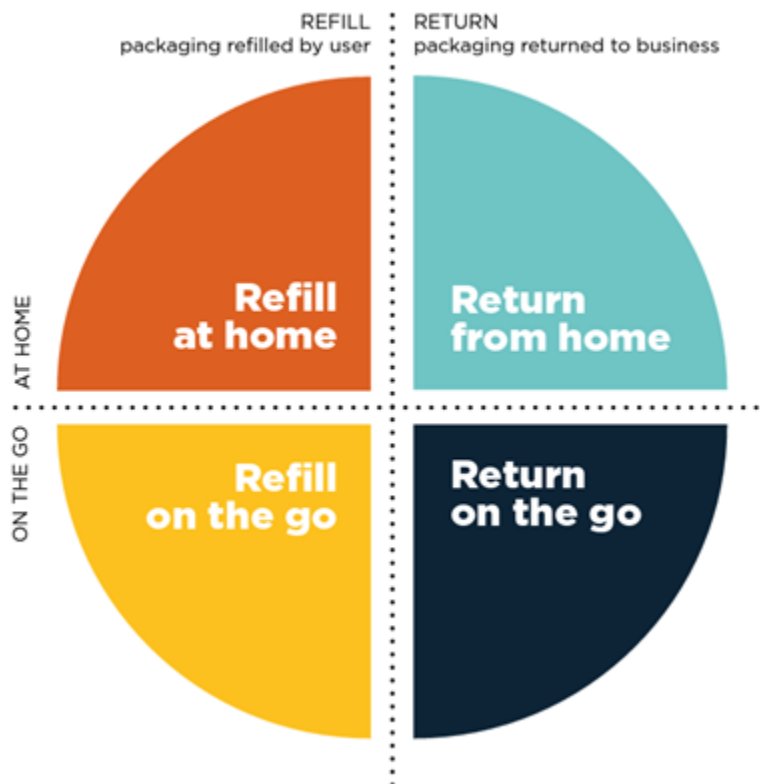 REFILL
packaging refilled by user
RETURN
packaging returned to business
AT HOME
Refill
at home
Return
from home
ON THE GO
Refill
on the go
Return
on the go